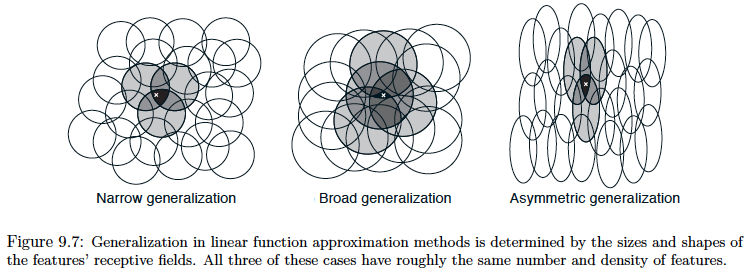 Narrow generalization Broad generalization Asymmetric generalization
Figure 9.7: Generalization in linear function approximation methods is determined by the sizes and shapes of
the features' receptive fields. All three of these cases have roughly the same number and density of features.